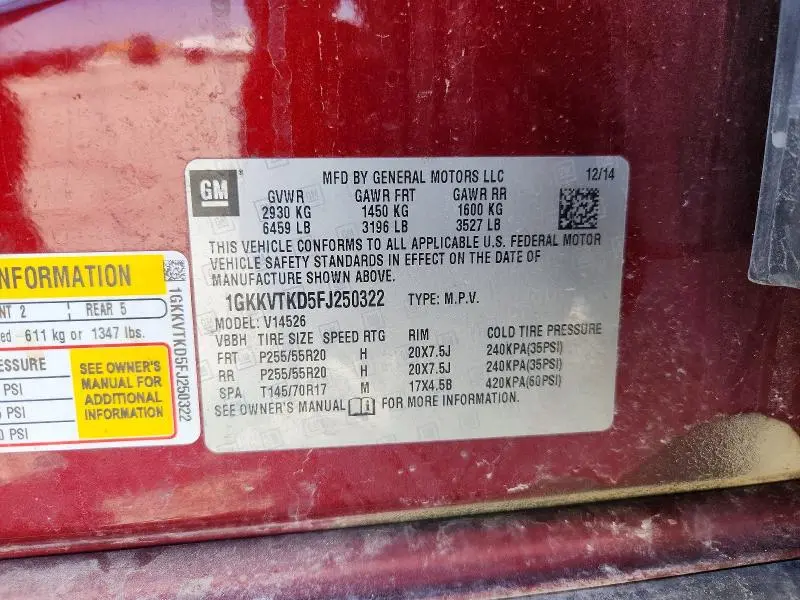 GM
MFD BY GENERAL MOTORS LLC 12/14
GVWR GAWR FRT GAWR RR
2930 KG 1450 KG 1600 KG
6459 LB 3196 LB 3527 LB
THIS VEHICLE CONFORMS TO ALL APPLICABLE U.S. FEDERAL MOTOR
VEHICLE SAFETY STANDARDS IN EFFECT ON THE DATE OF
MANUFACTURE SHOWN ABOVE.
1GKKVTKD5FJ250322 TYPE: M.P.V.
MODEL: V14526
VBBH TIRE SIZE SPEED RTG RIM COLD TIRE PRESSURE
FRT P255/55R20 H 20X7.5J 240KPA(35PSI)
RR P255/55R20 H 20X7.5J 240KPA(35PSI)
SPA T145/70R17 M 17X4.5B 420KPA(60PSI)
SEE OWNER'S MANUAL FOR MORE INFORMATION.
NFORMATION
NT 2 REAR 5
ed 611 kg or 1347 lbs.
ESSURE
PSI
PSI
PSI
SEE OWNER'S
MANUAL FOR
ADDITIONAL
INFORMATION
1GKKVTKD5FJ250322